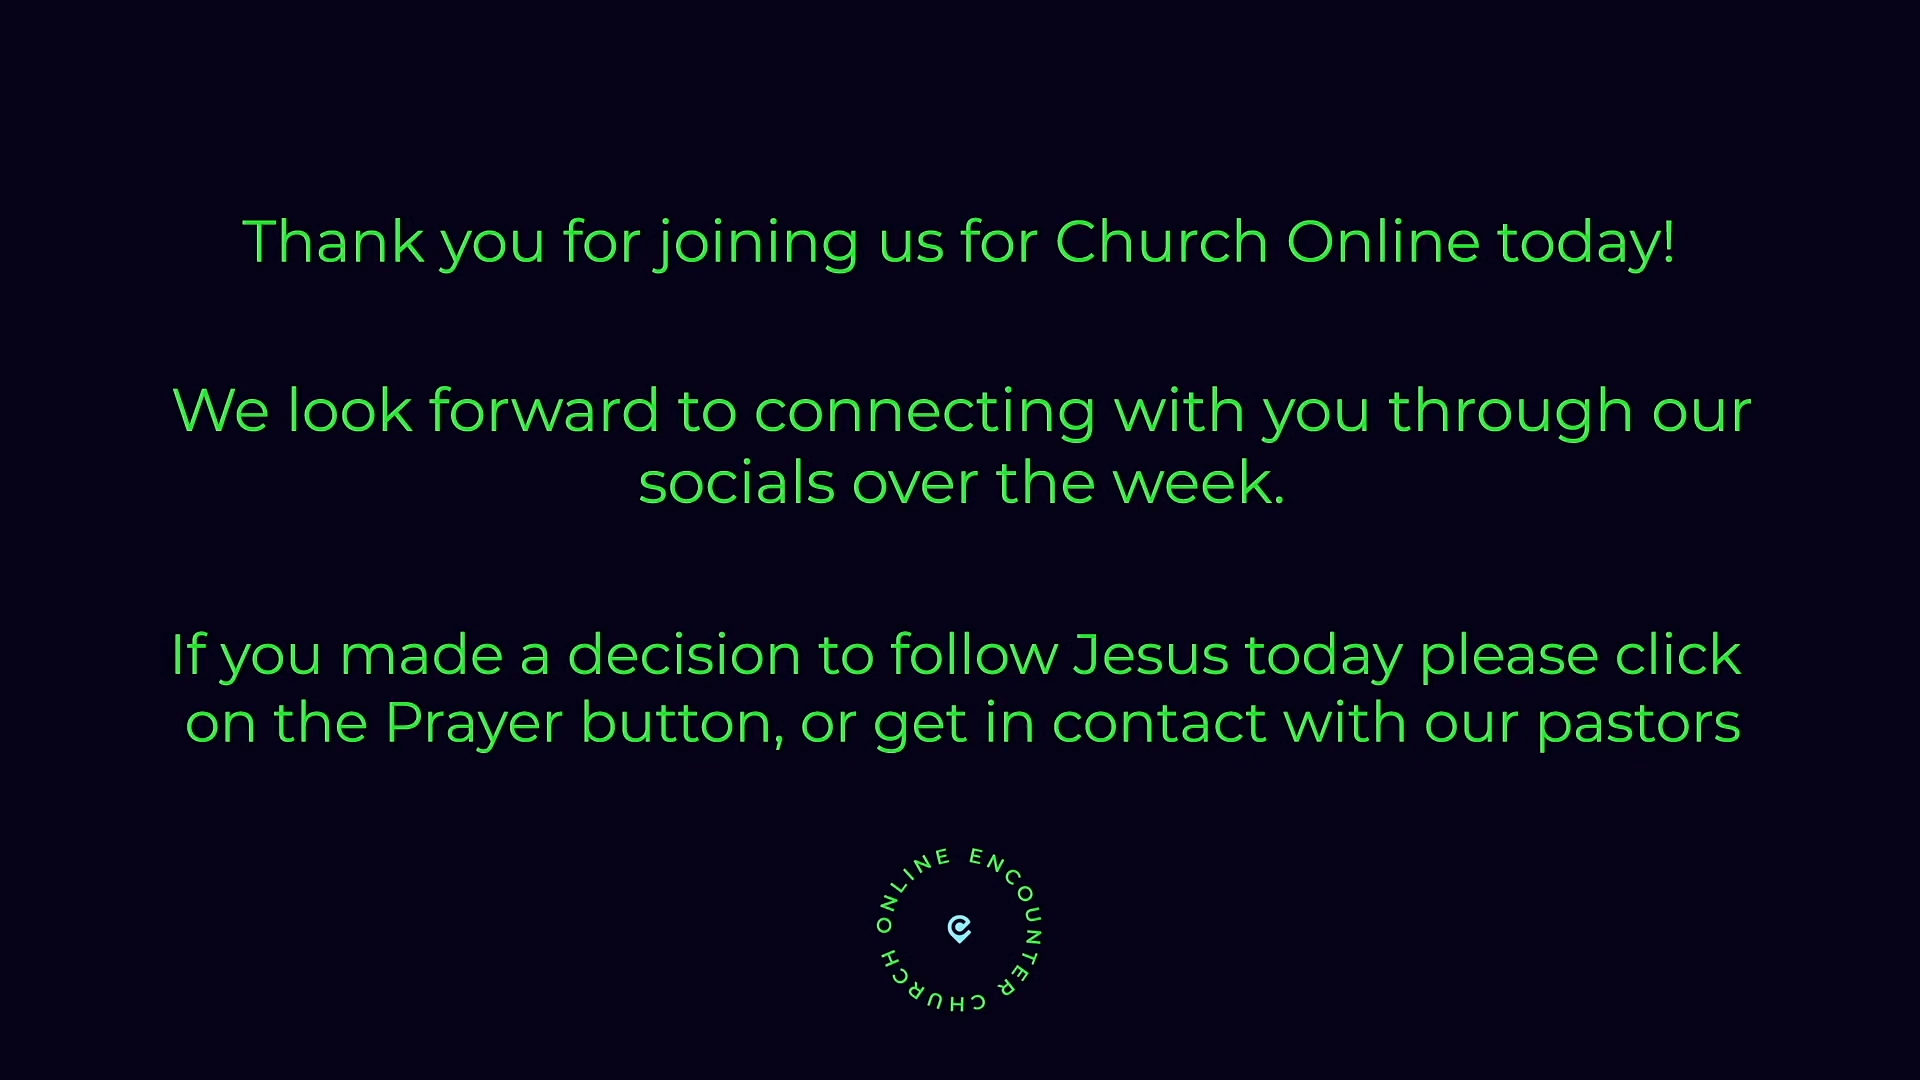 Thank you for joining us for Church Online today!
We look forward to connecting with you through our
socials over the week.
If you made a decision to follow Jesus today please click
on the Prayer button, or get in contact with our pastors
ENCOUNTER CHURCH ONLINE
e